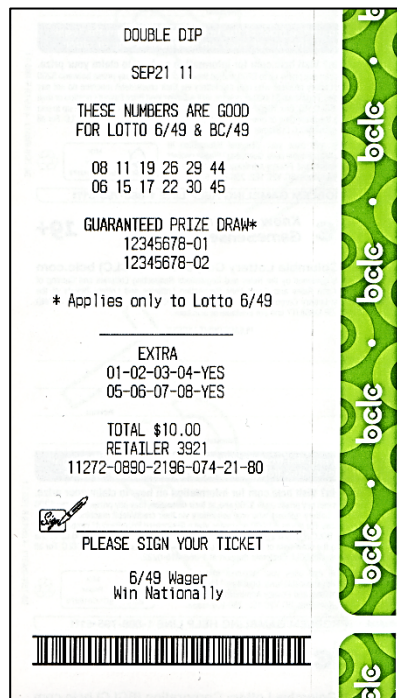 DOUBLE DIP
SEP21 11
THESE NUMBERS ARE GOOD
FOR LOTTO 6/49 & BC/49
08 11 19 26 29 44
06 15 17 22 30 45
GUARANTEED PRIZE DRAW*
12345678-01
12345678-02
* Applies only to Lotto 6/49
EXTRA
01-02-03-04-YES
05-06-07-08-YES
TOTAL $10.00
RETAILER 3921
11272-0890-2196-074-21-80
Sign
PLEASE SIGN YOUR TICKET
6/49 Wager
Win Nationally
bclc · bclc · bclc · bclc · bclc